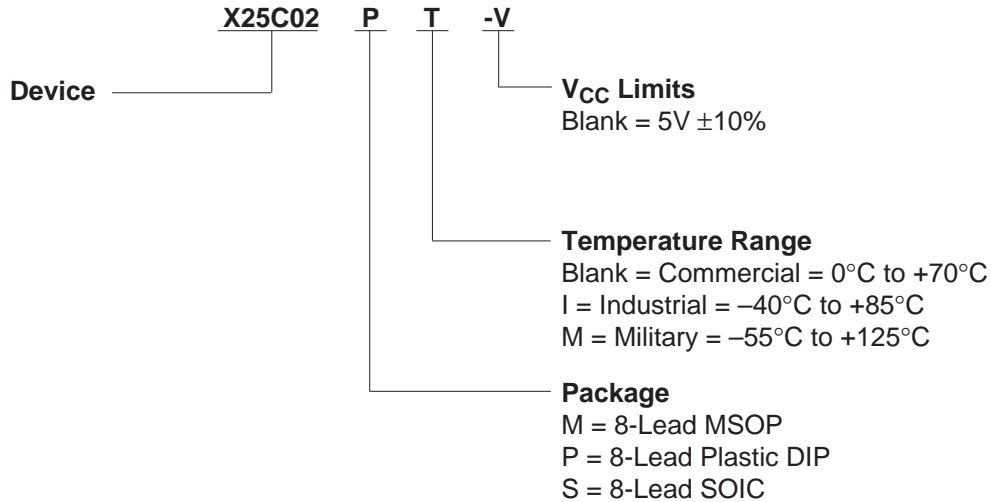 X25C02 P T -V
Device
VCC Limits
Blank = 5V ±10%
Temperature Range
Blank = Commercial = 0°C to +70°C
I = Industrial = –40°C to +85°C
M = Military = –55°C to +125°C
Package
M = 8-Lead MSOP
P = 8-Lead Plastic DIP
S = 8-Lead SOIC